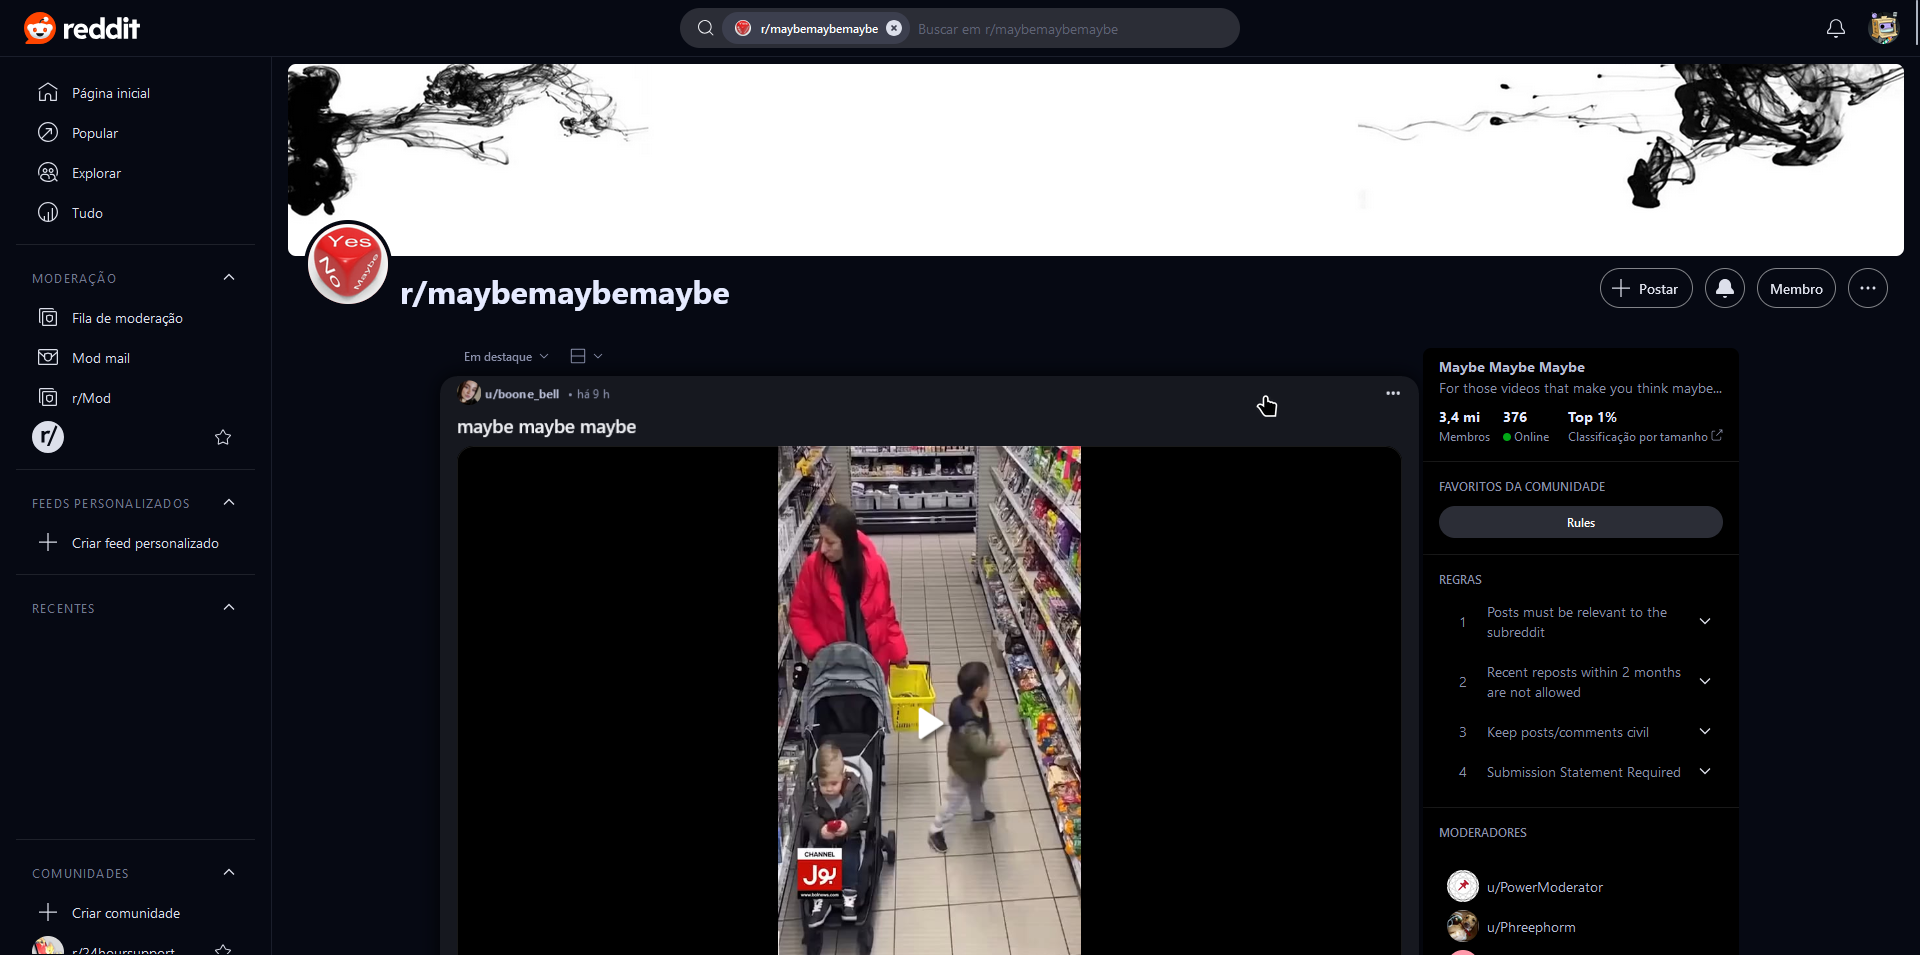 reddit
r/maybemaybemaybe
Buscar em r/maybemaybemaybe
Página inicial
Popular
Explorar
Tudo
MODERAÇÃO
Fila de moderação
Mod mail
r/Mod
r/
FEEDS PERSONALIZADOS
Criar feed personalizado
RECENTES
COMUNIDADES
Criar comunidade
r/24hoursupport
Yes
No
Maybe
r/maybemaybemaybe
Postar
Membro
Em destaque
u/boone_bell • há 9 h
maybe maybe maybe
CHANNEL
بول
www.bolnews.com
Maybe Maybe Maybe
For those videos that make you think maybe...
3,4 mi 376 Top 1%
Membros Online Classificação por tamanho
FAVORITOS DA COMUNIDADE
Rules
REGRAS
1 Posts must be relevant to the
subreddit
2 Recent reposts within 2 months
are not allowed
3 Keep posts/comments civil
4 Submission Statement Required
MODERADORES
u/PowerModerator
u/Phreephorm